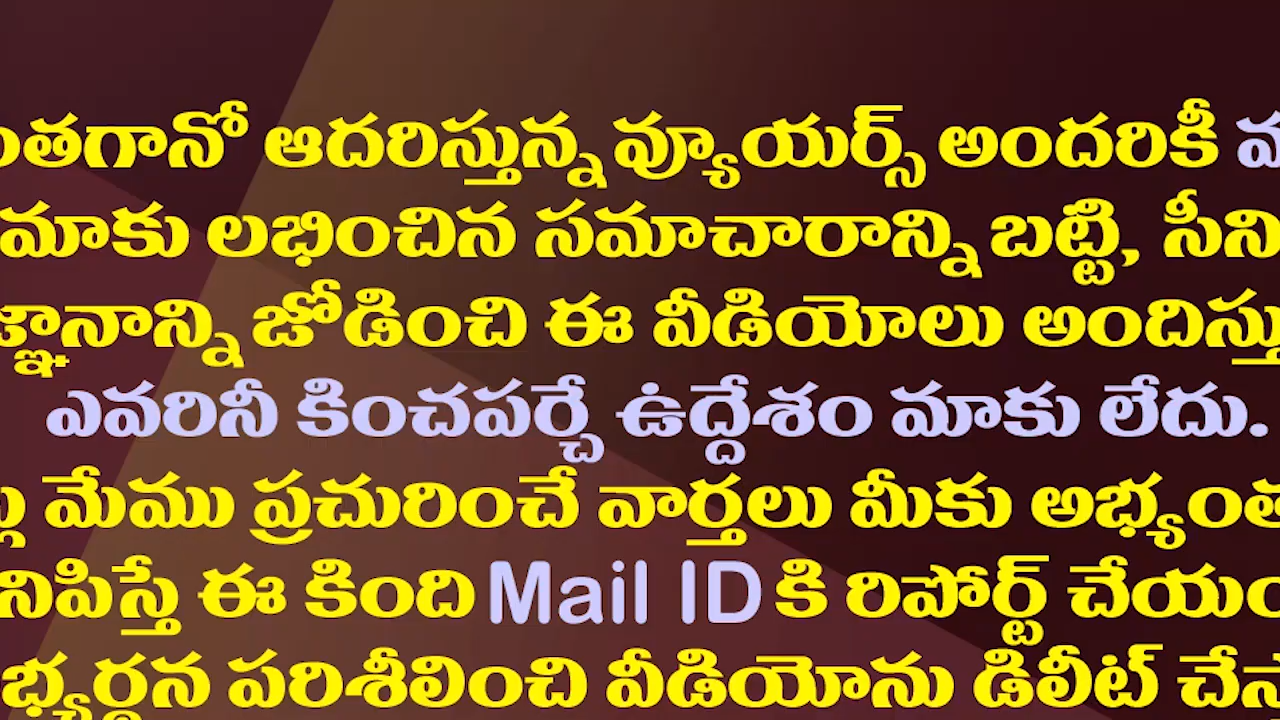 ంతగానో ఆదరిస్తున్న వ్యూయర్స్ అందరికీ
మాకు లభించిన సమాచారాన్ని బట్టి, సీని
జ్ఞానాన్ని జోడించి ఈ వీడియోలు అందిస్తు
ఎవరినీ కించపర్చే ఉద్దేశం మాకు లేదు.
మేము ప్రచురించే వార్తలు మీకు అభ్యంత
నిపిస్తే ఈ కింది Mail ID కి రిపోర్ట్ చేయం
భ్యర్థన పరిశీలించి వీడియోను డిలీట్ చేస